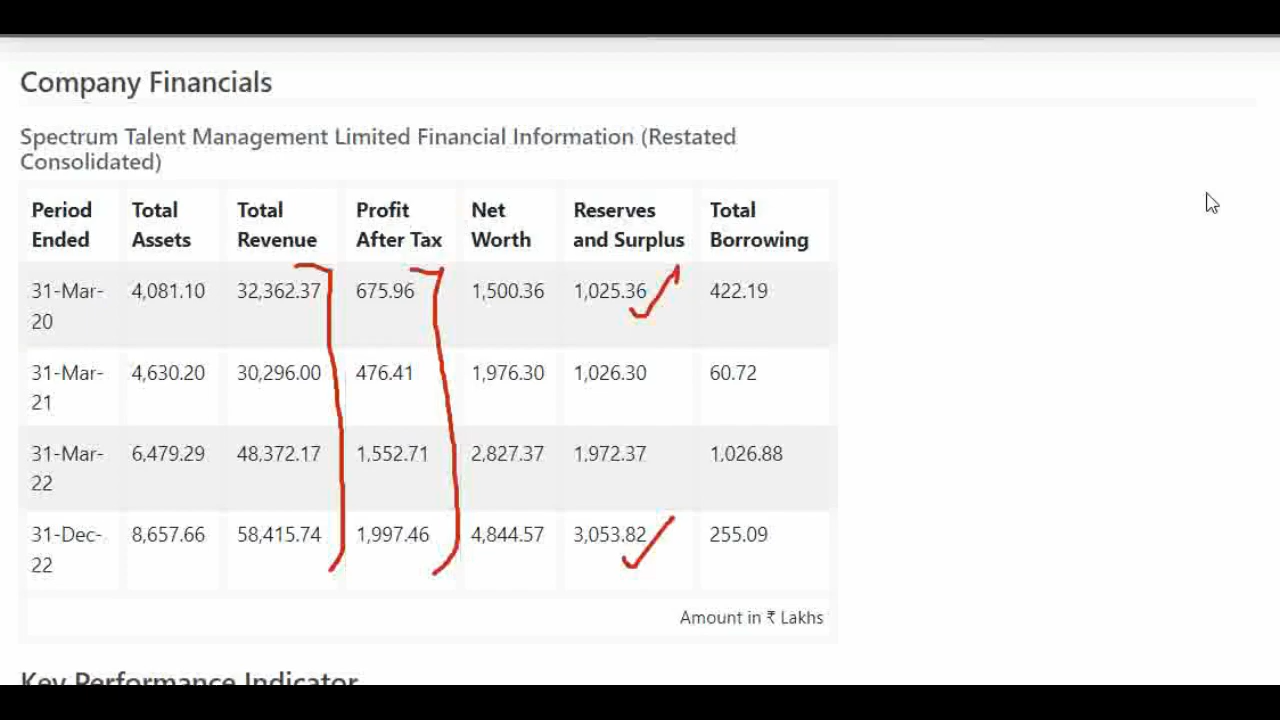 Company Financials
Spectrum Talent Management Limited Financial Information (Restated
Consolidated)
Period Ended Total Assets Total Revenue Profit After Tax Net Worth Reserves and Surplus Total Borrowing
31-Mar-20 4,081.10 32,362.37 675.96 1,500.36 1,025.36 422.19
31-Mar-21 4,630.20 30,296.00 476.41 1,976.30 1,026.30 60.72
31-Mar-22 6,479.29 48,372.17 1,552.71 2,827.37 1,972.37 1,026.88
31-Dec-22 8,657.66 58,415.74 1,997.46 4,844.57 3,053.82 255.09
Amount in ₹ Lakhs
Key Performance Indicator